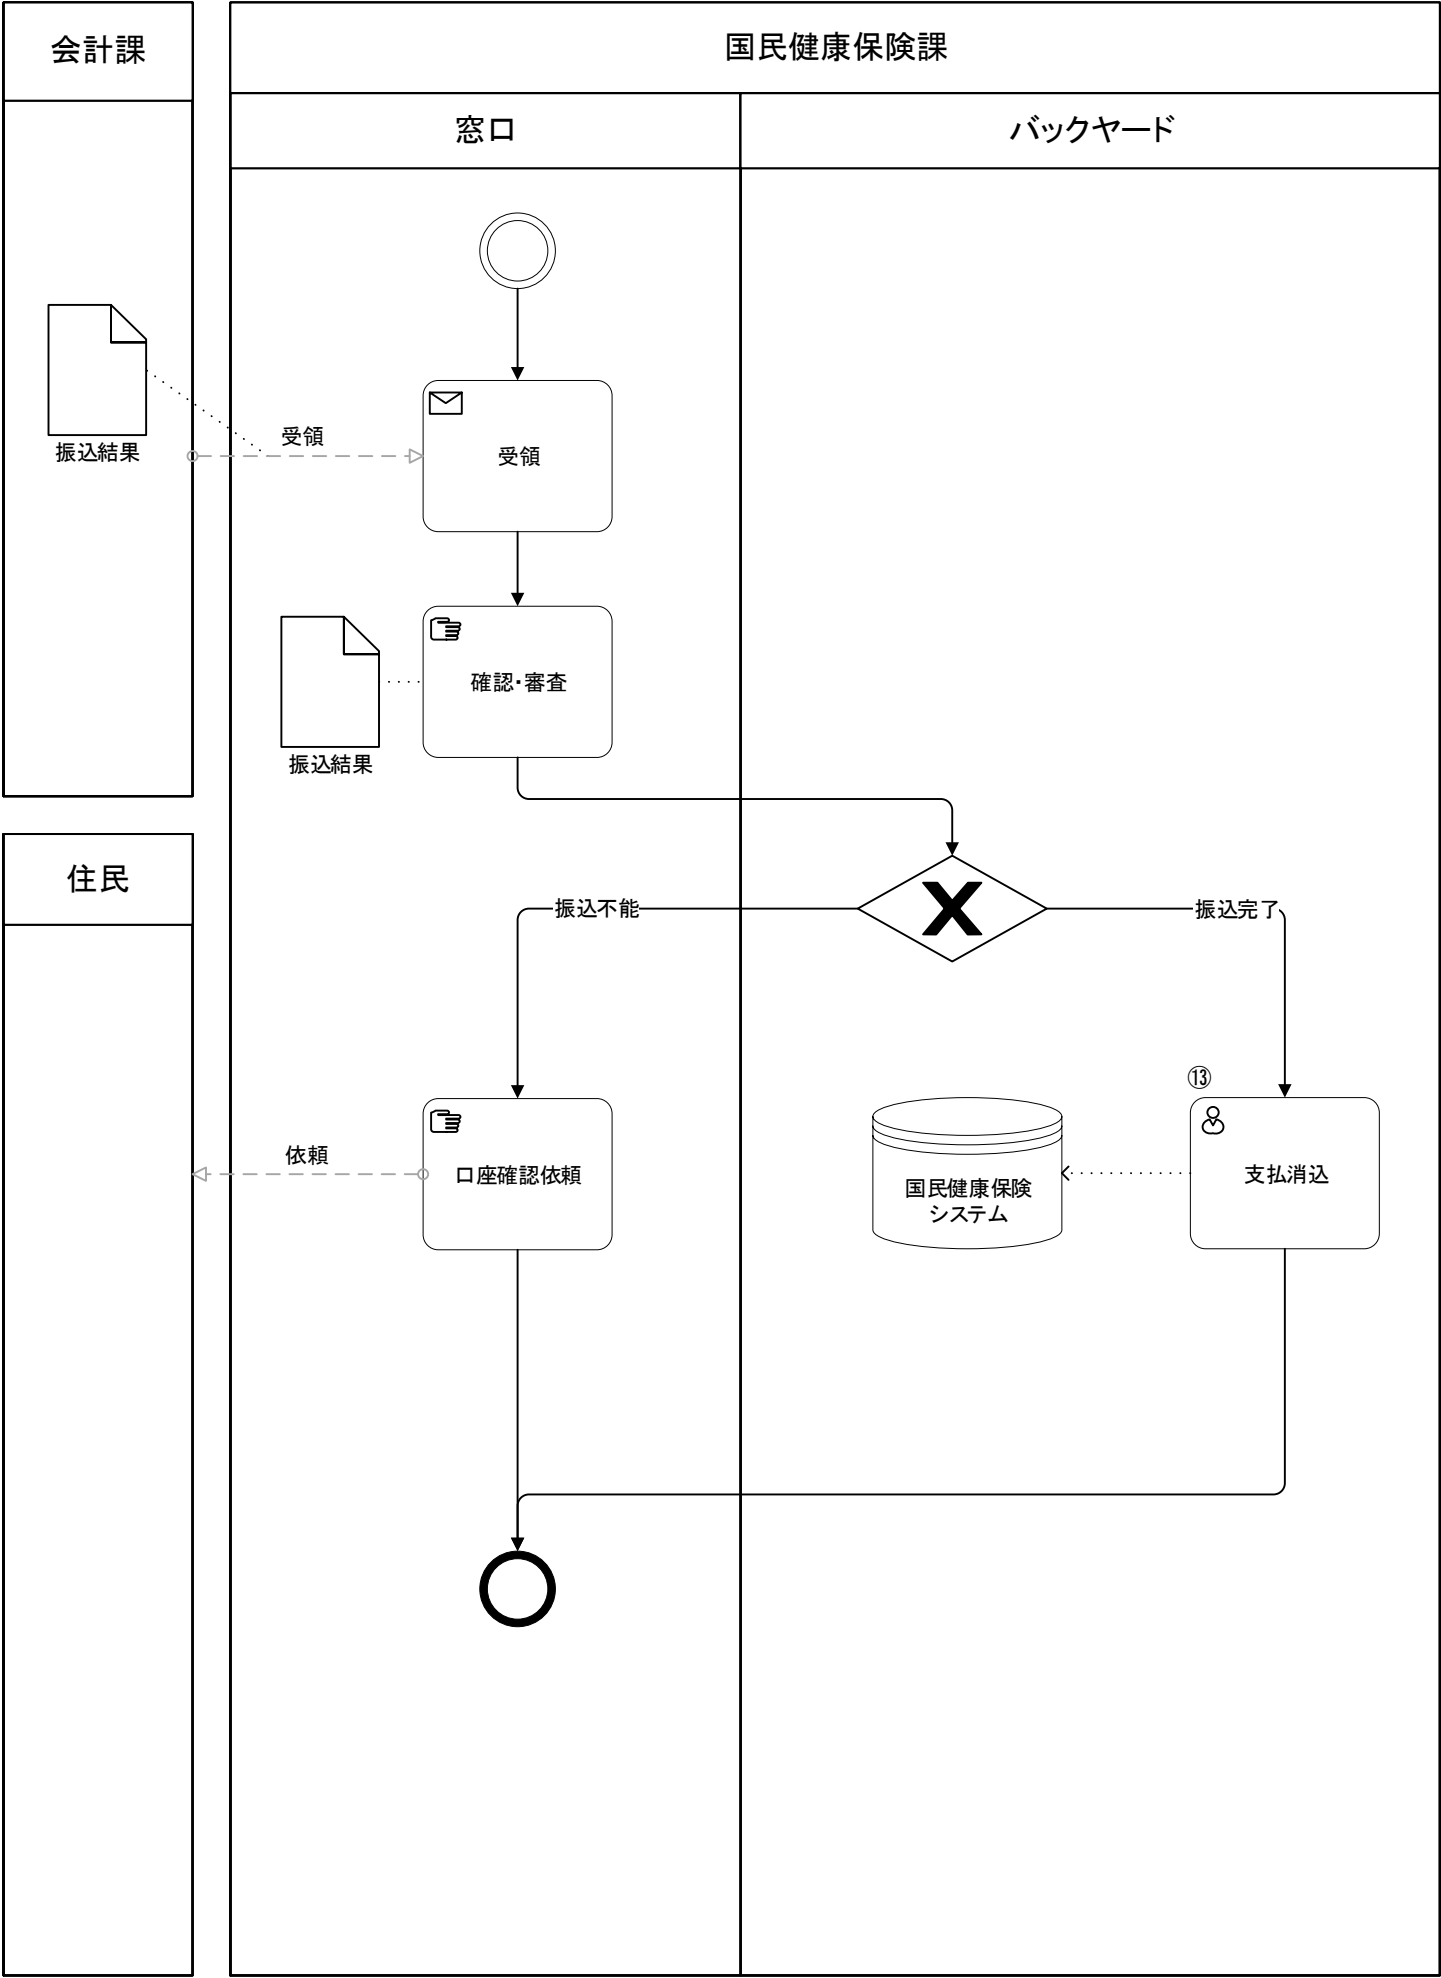 会計課
国民健康保険課
窓口
バックヤード
受領
振込結果
受領
確認・審査
振込結果
住民
振込不能
振込完了
⑬
依頼
口座確認依頼
国民健康保険
システム
支払消込